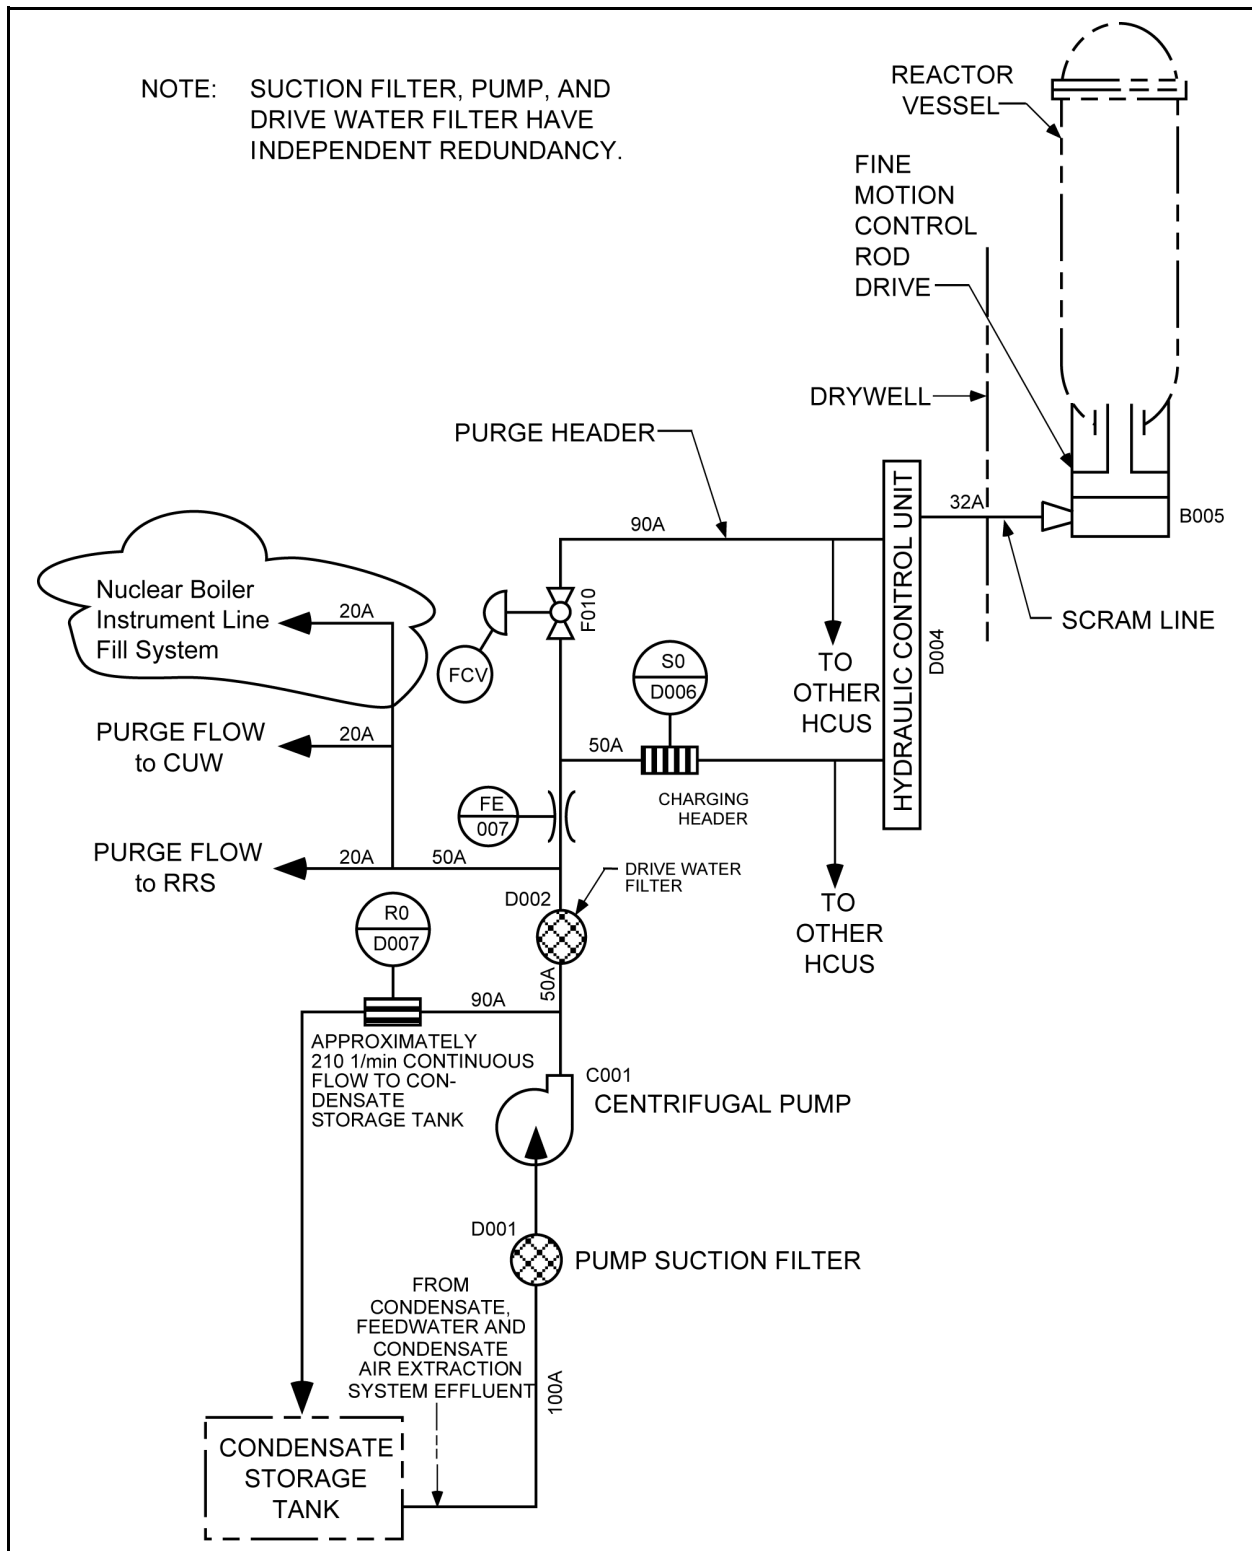 NOTE: SUCTION FILTER, PUMP, AND
DRIVE WATER FILTER HAVE
INDEPENDENT REDUNDANCY.
REACTOR
VESSEL
FINE
MOTION
CONTROL
ROD
DRIVE
DRYWELL
PURGE HEADER
90A
32A
B005
SCRAM LINE
HYDRAULIC CONTROL UNIT
D004
Nuclear Boiler
Instrument Line
Fill System
20A
F010
FCV
S0
D006
TO
OTHER
HCUS
PURGE FLOW
to CUW
20A
50A
CHARGING
HEADER
FE
007
PURGE FLOW
to RRS
20A
50A
DRIVE WATER
FILTER
D002
R0
D007
TO
OTHER
HCUS
50A
90A
APPROXIMATELY
210 1/min CONTINUOUS
FLOW TO CON-
DENSATE
STORAGE TANK
C001
CENTRIFUGAL PUMP
D001
PUMP SUCTION FILTER
FROM
CONDENSATE,
FEEDWATER AND
CONDENSATE
AIR EXTRACTION
SYSTEM EFFLUENT
100A
CONDENSATE
STORAGE
TANK